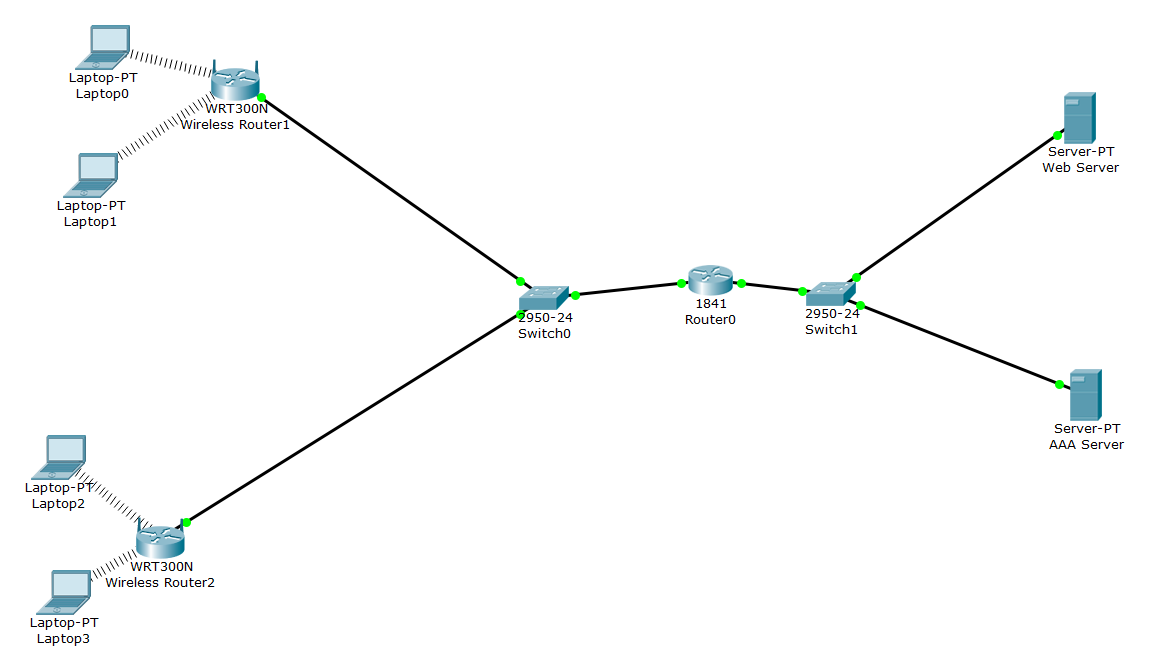 Laptop-PT
Laptop0
WRT300N
Wireless Router1
Laptop-PT
Laptop1
Server-PT
Web Server
1841
Router0
2950-24
Switch0
2950-24
Switch1
Server-PT
AAA Server
Laptop-PT
Laptop2
WRT300N
Wireless Router2
Laptop-PT
Laptop3